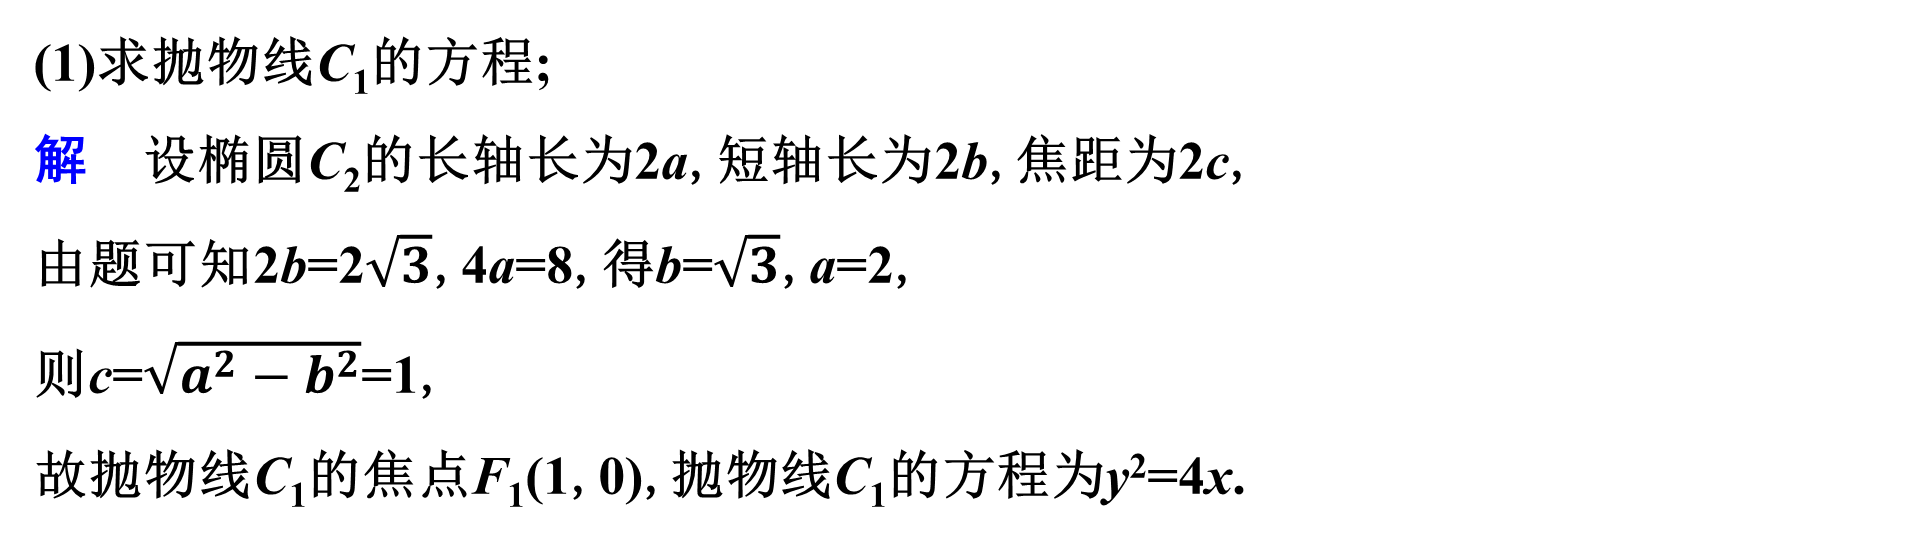 (1)求抛物线C₁的方程;
解　设椭圆C₂的长轴长为2a, 短轴长为2b, 焦距为2c,
由题可知2b=2√3, 4a=8, 得b=√3, a=2,
则c=√(a² − b²)=1,
故抛物线C₁的焦点F₁(1, 0), 抛物线C₁的方程为y²=4x.